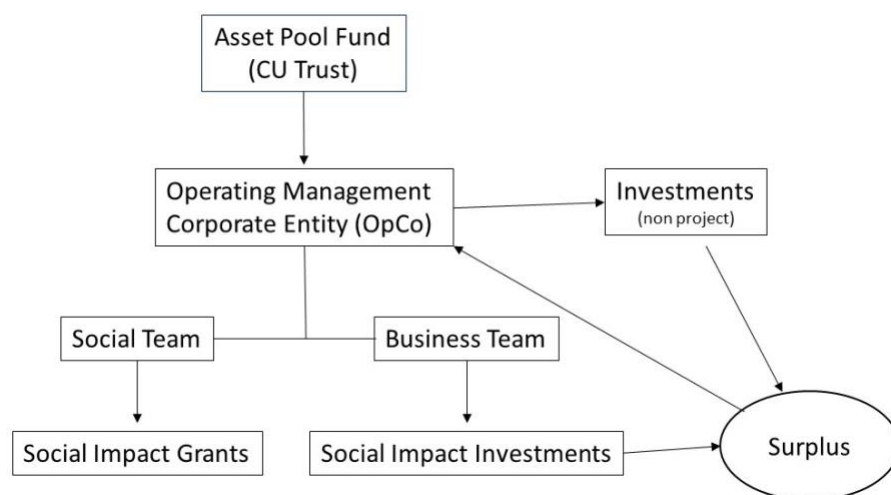 Asset Pool Fund
(CU Trust)
Operating Management
Corporate Entity (OpCo)
Investments
(non project)
Social Team
Business Team
Social Impact Grants
Social Impact Investments
Surplus